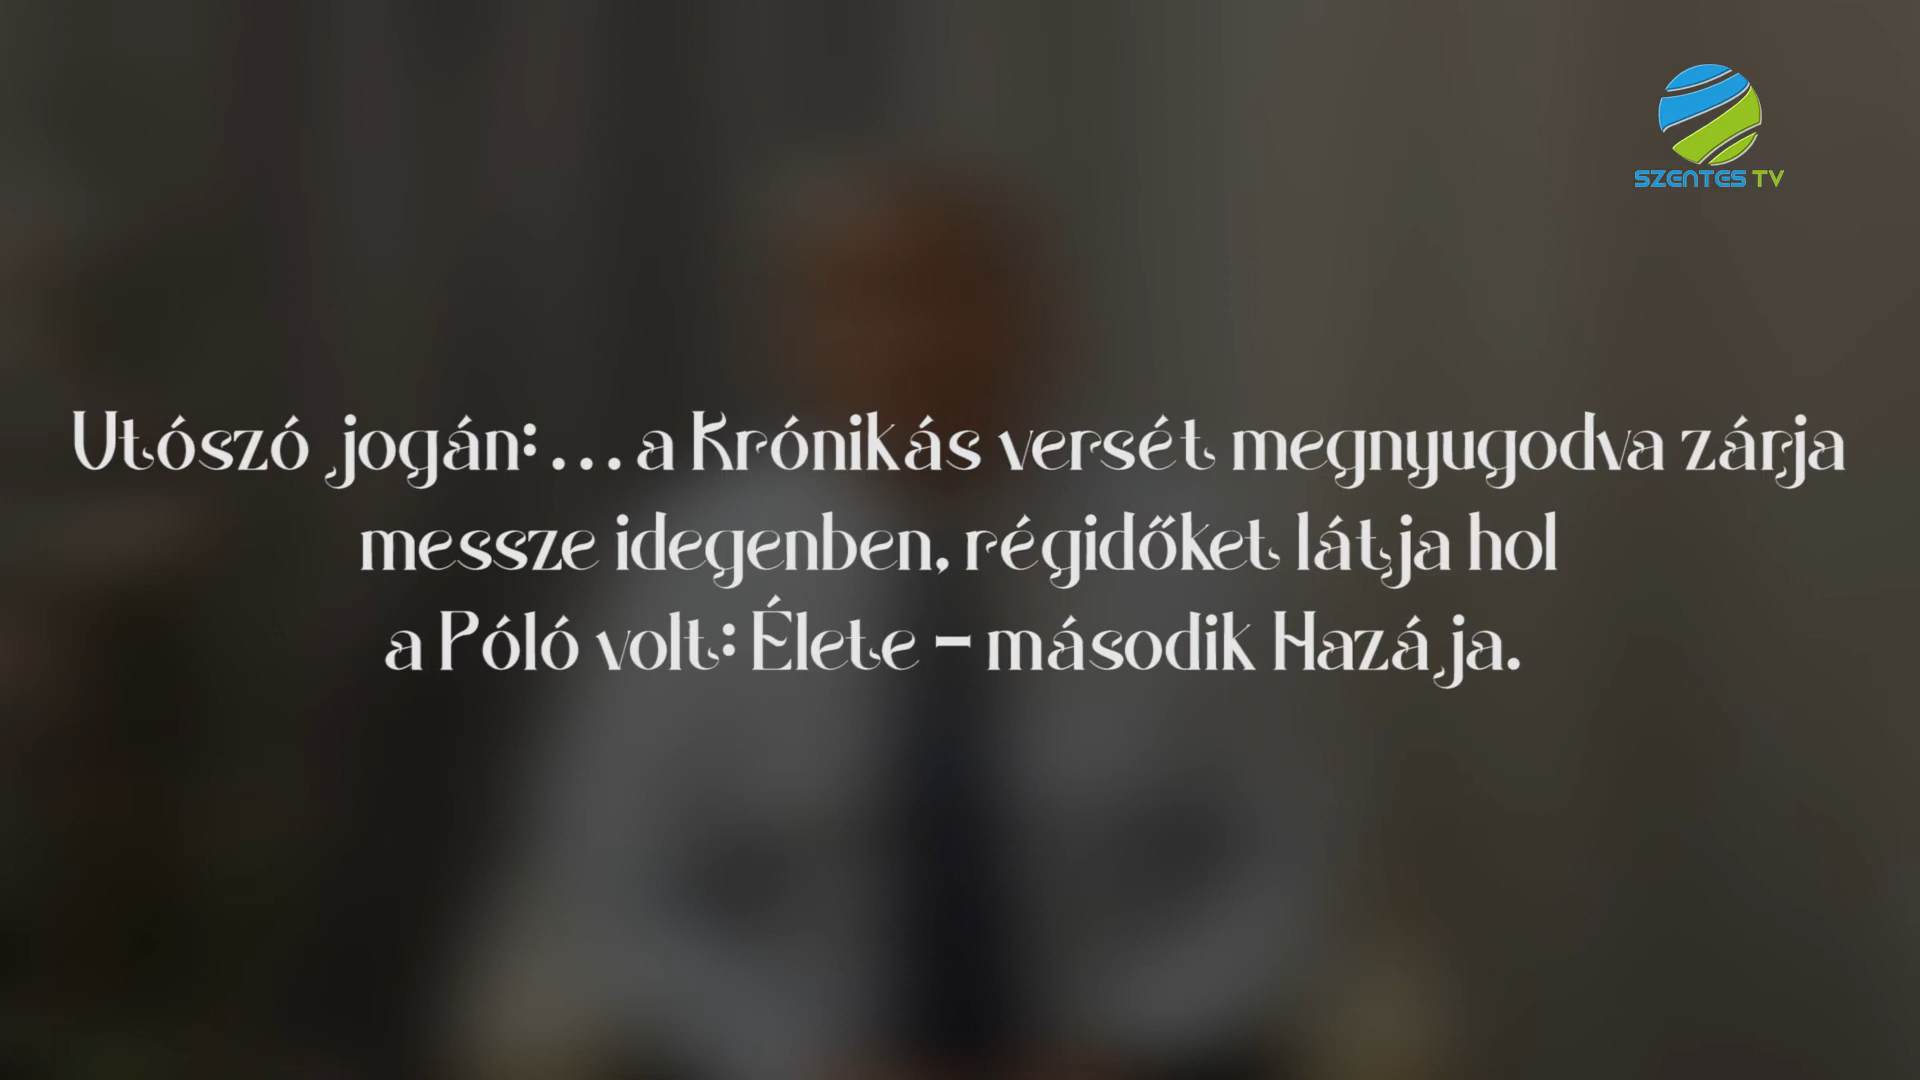 SZENTES TV
Utószó jogán: ... a Krónikás versét megnyugodva zárja
messze idegenben, régidőket látja hol
a Póló volt: Élete – második Hazája.